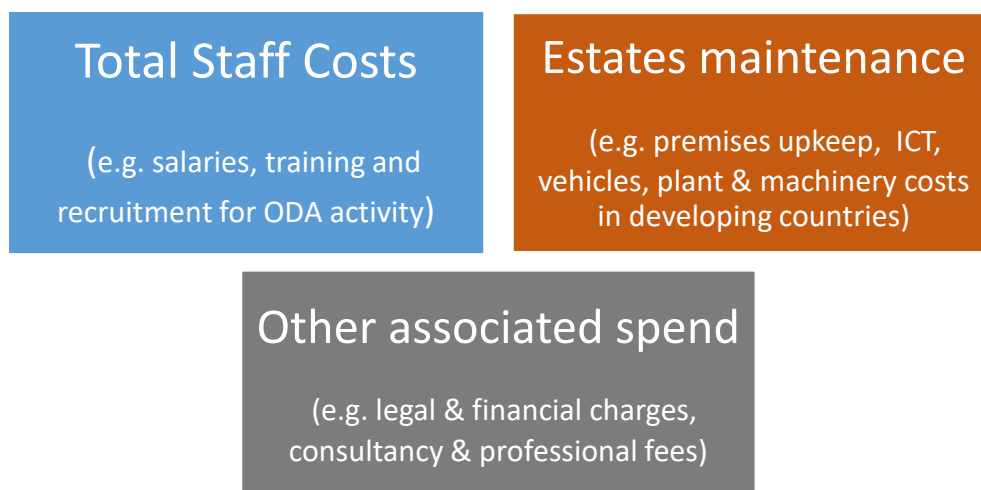 Total Staff Costs
(e.g. salaries, training and
recruitment for ODA activity)
Estates maintenance
(e.g. premises upkeep, ICT,
vehicles, plant & machinery costs
in developing countries)
Other associated spend
(e.g. legal & financial charges,
consultancy & professional fees)